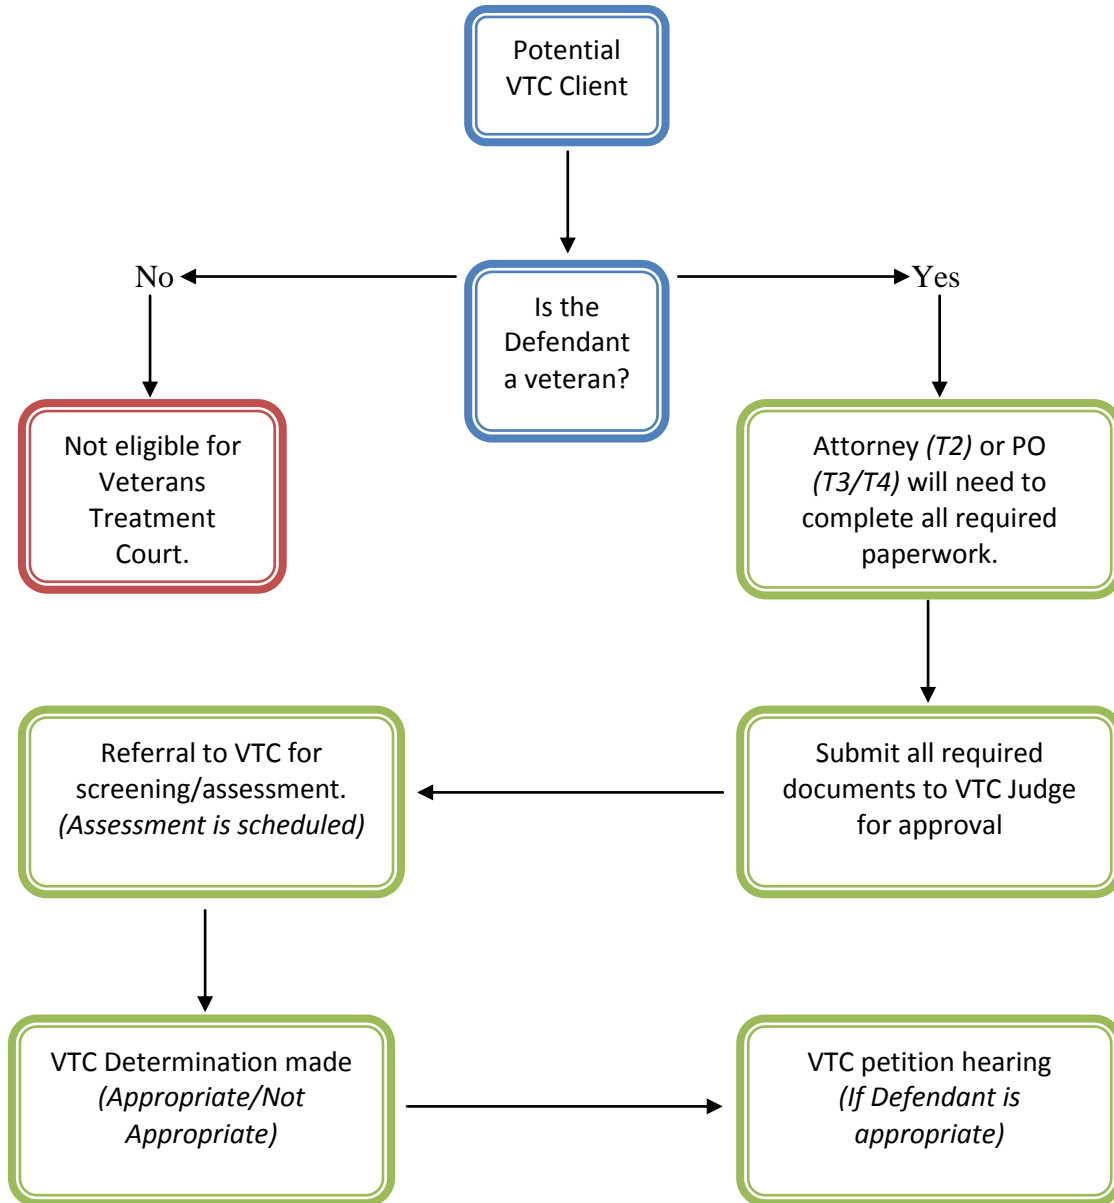 Potential
VTC Client
No
Yes
Is the
Defendant
a veteran?
Not eligible for
Veterans
Treatment
Court.
Attorney (T2) or PO
(T3/T4) will need to
complete all required
paperwork.
Submit all required
documents to VTC Judge
for approval
Referral to VTC for
screening/assessment.
(Assessment is scheduled)
VTC Determination made
(Appropriate/Not
Appropriate)
VTC petition hearing
(If Defendant is
appropriate)